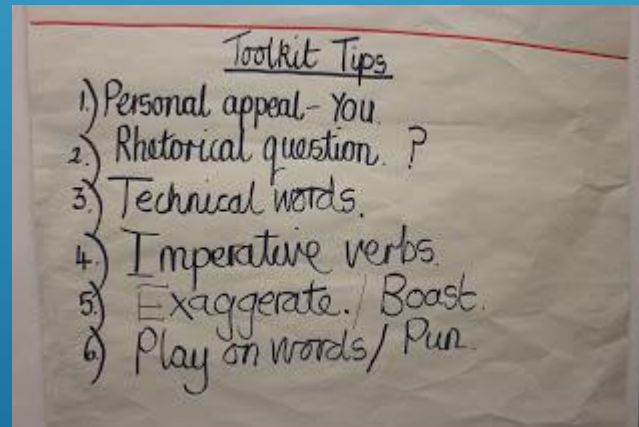 Toolkit Tips
1.) Personal appeal - You.
2.) Rhetorical question. ?
3.) Technical words.
4.) Imperative verbs.
5) Exaggerate. / Boast.
6) Play on words / Pun.